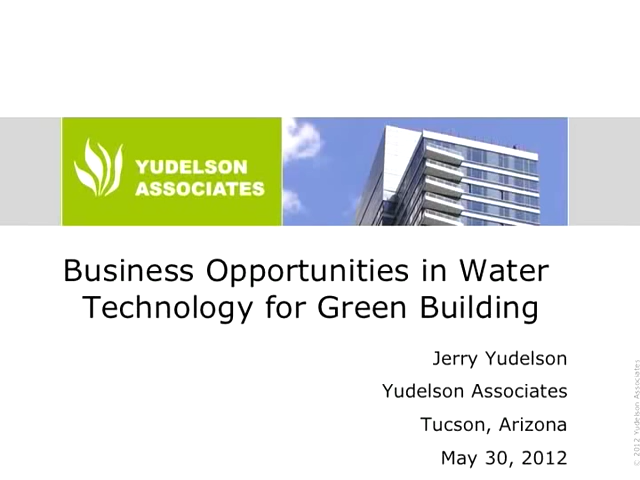 YUDELSON
ASSOCIATES
Business Opportunities in Water
Technology for Green Building
Jerry Yudelson
Yudelson Associates
Tucson, Arizona
May 30, 2012
© 2012 Yudelson Associates